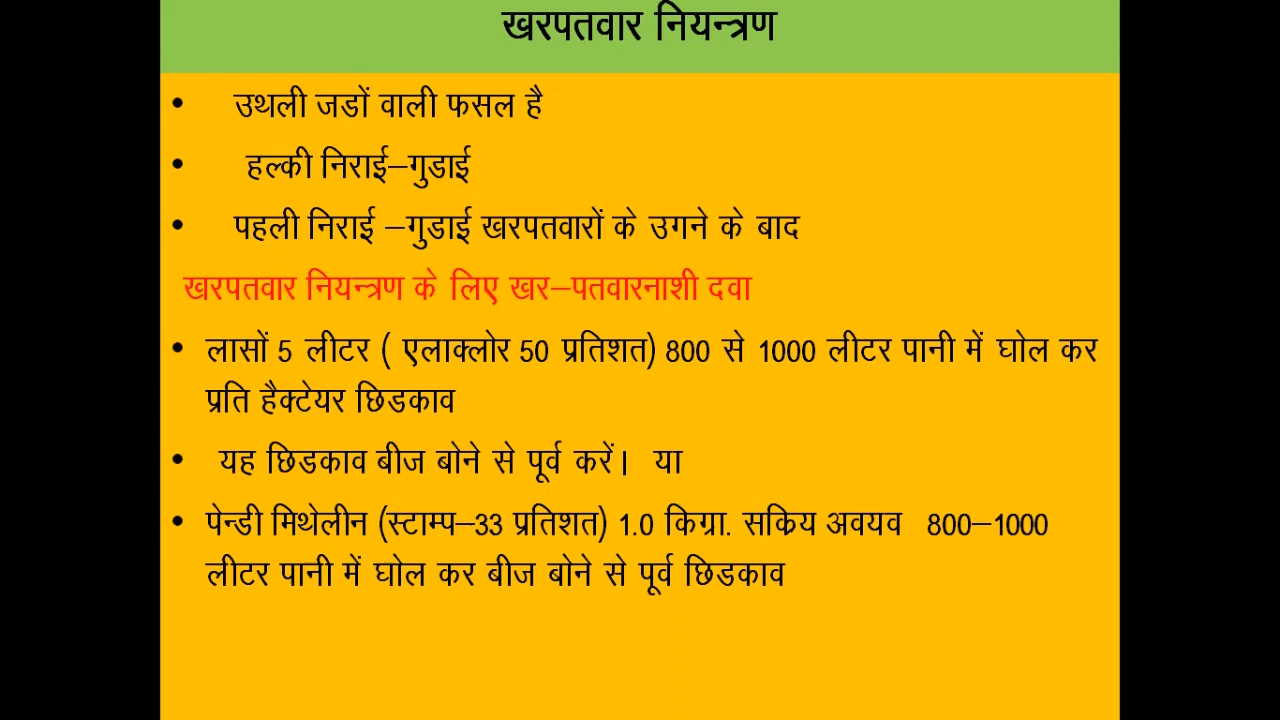 खरपतवार नियन्त्रण
• उथली जडों वाली फसल है
• हल्की निराई–गुडाई
• पहली निराई –गुडाई खरपतवारों के उगने के बाद
खरपतवार नियन्त्रण के लिए खर–पतवारनाशी दवा
• लासों 5 लीटर ( एलाक्लोर 50 प्रतिशत) 800 से 1000 लीटर पानी में घोल कर
प्रति हैक्टेयर छिडकाव
• यह छिडकाव बीज बोने से पूर्व करें। या
• पेन्डी मिथेलीन (स्टाम्प–33 प्रतिशत) 1.0 किग्रा. सक्रिय अवयव 800–1000
लीटर पानी में घोल कर बीज बोने से पूर्व छिडकाव